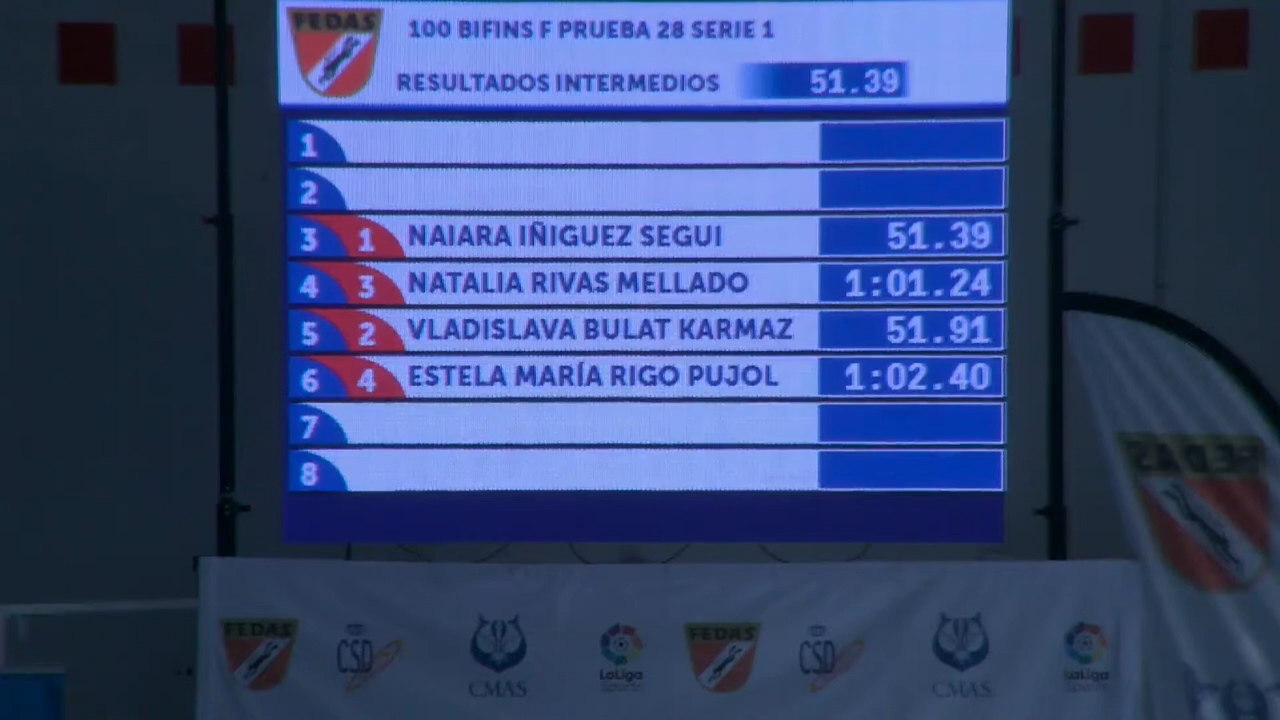 FEDAS
100 BIFINS F PRUEBA 28 SERIE 1
RESULTADOS INTERMEDIOS 51.39
1
2
3 1 NAIARA IÑIGUEZ SEGUI 51.39
4 3 NATALIA RIVAS MELLADO 1:01.24
5 2 VLADISLAVA BULAT KARMAZ 51.91
6 4 ESTELA MARÍA RIGO PUJOL 1:02.40
7
8
FEDAS
FEDAS CSD CMAS LaLiga Sports FEDAS CSD CMAS LaLiga Sports